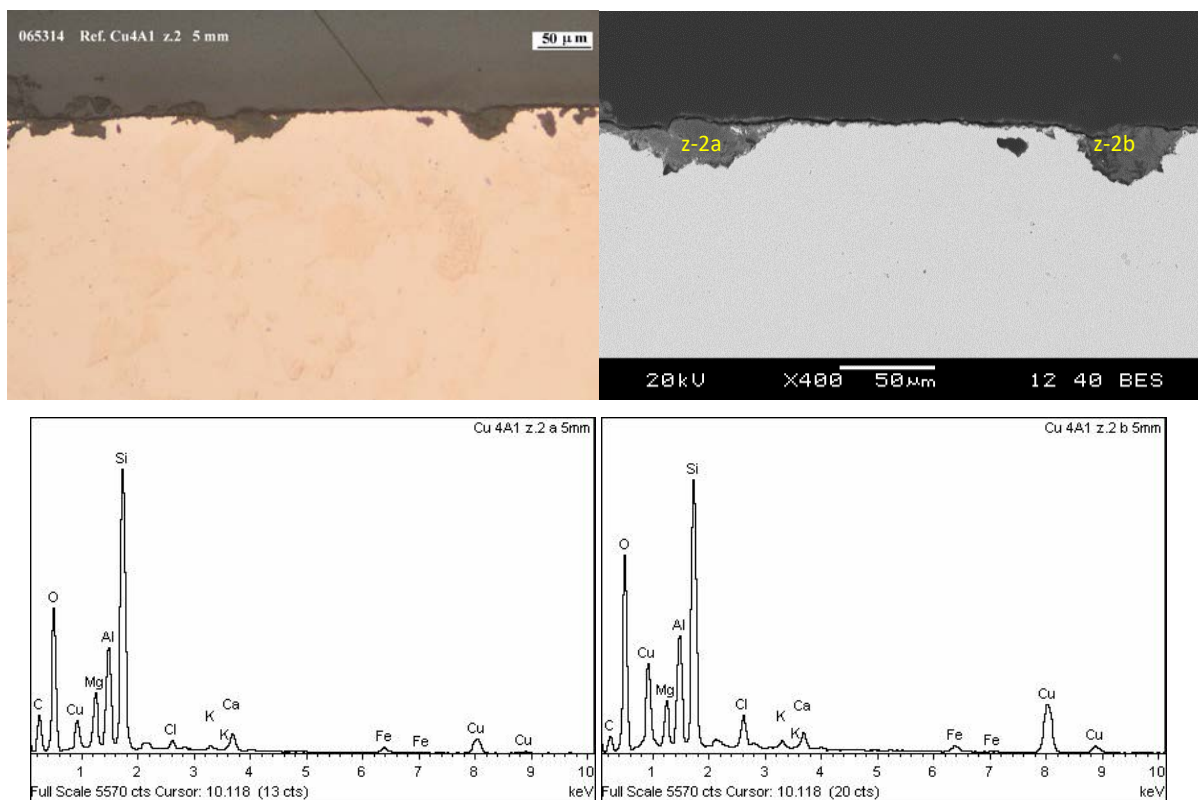 065314 Ref. Cu4A1 z.2 5 mm
50 µm
z-2a
z-2b
20kV X400 50µm 12 40 BES
Cu 4A1 z.2 a 5mm
Si
O
Al
Mg
C
Cu
Cl
K
Ca
K
Fe
Fe
Cu
Cu
1 2 3 4 5 6 7 8 9 10
Full Scale 5570 cts Cursor: 10.118 (13 cts) keV
Cu 4A1 z.2 b 5mm
Si
O
Al
Cu
Mg
C
Cl
K
Ca
K
Fe
Fe
Cu
Cu
1 2 3 4 5 6 7 8 9 10
Full Scale 5570 cts Cursor: 10.118 (20 cts) keV